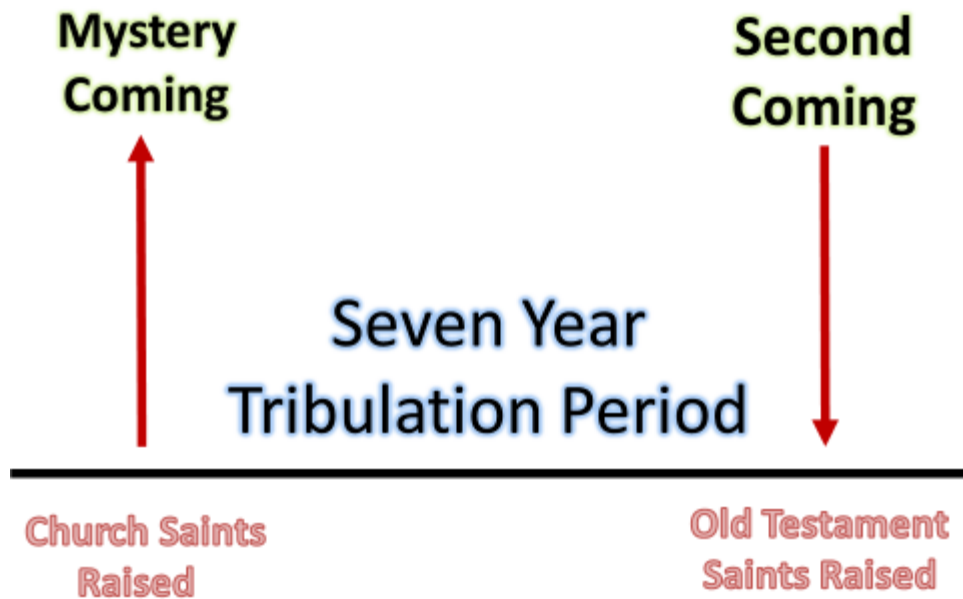 Mystery
Coming
Second
Coming
Seven Year
Tribulation Period
Church Saints
Raised
Old Testament
Saints Raised